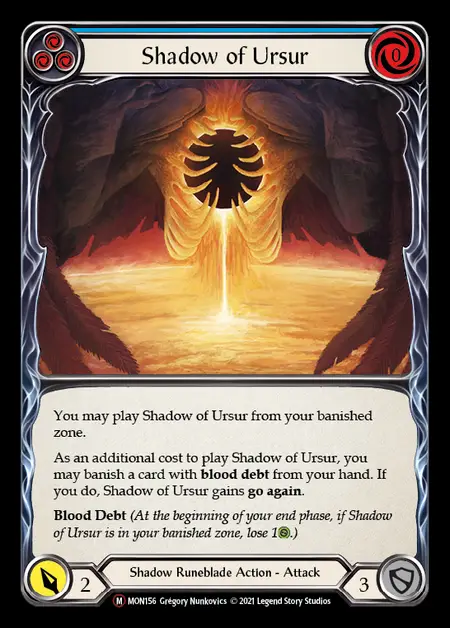 Shadow of Ursur
0
You may play Shadow of Ursur from your banished
zone.
As an additional cost to play Shadow of Ursur, you
may banish a card with blood debt from your hand. If
you do, Shadow of Ursur gains go again.
Blood Debt (At the beginning of your end phase, if Shadow
of Ursur is in your banished zone, lose 1.)
2
Shadow Runeblade Action - Attack
3
M MON156 Grégory Nunkovics © 2021 Legend Story Studios